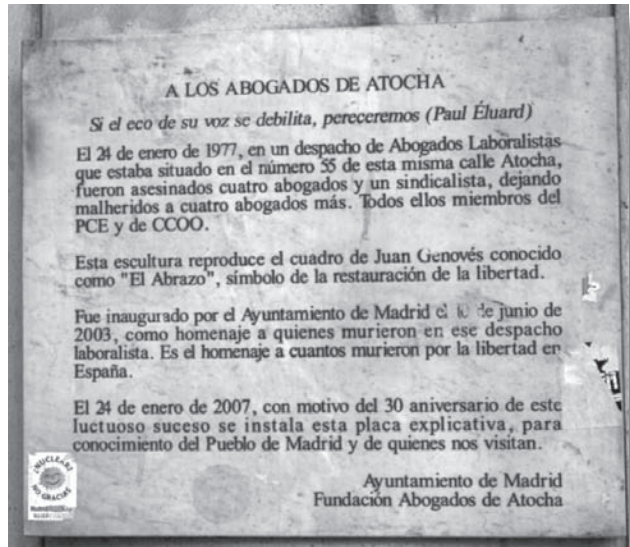 A LOS ABOGADOS DE ATOCHA
Si el eco de su voz se debilita, pereceremos (Paul Éluard)
El 24 de enero de 1977, en un despacho de Abogados Laboralistas
que estaba situado en el número 55 de esta misma calle Atocha,
fueron asesinados cuatro abogados y un sindicalista, dejando
malheridos a cuatro abogados más. Todos ellos miembros del
PCE y de CCOO.
Esta escultura reproduce el cuadro de Juan Genovés conocido
como "El Abrazo", símbolo de la restauración de la libertad.
Fue inaugurado por el Ayuntamiento de Madrid el de junio de
2003, como homenaje a quienes murieron en ese despacho
laboralista. Es el homenaje a cuantos murieron por la libertad en
España.
El 24 de enero de 2007, con motivo del 30 aniversario de este
luctuoso suceso se instala esta placa explicativa, para
conocimiento del Pueblo de Madrid y de quienes nos visitan.
Ayuntamiento de Madrid
Fundación Abogados de Atocha
¿NUCLEAR?
NO GRACIAS